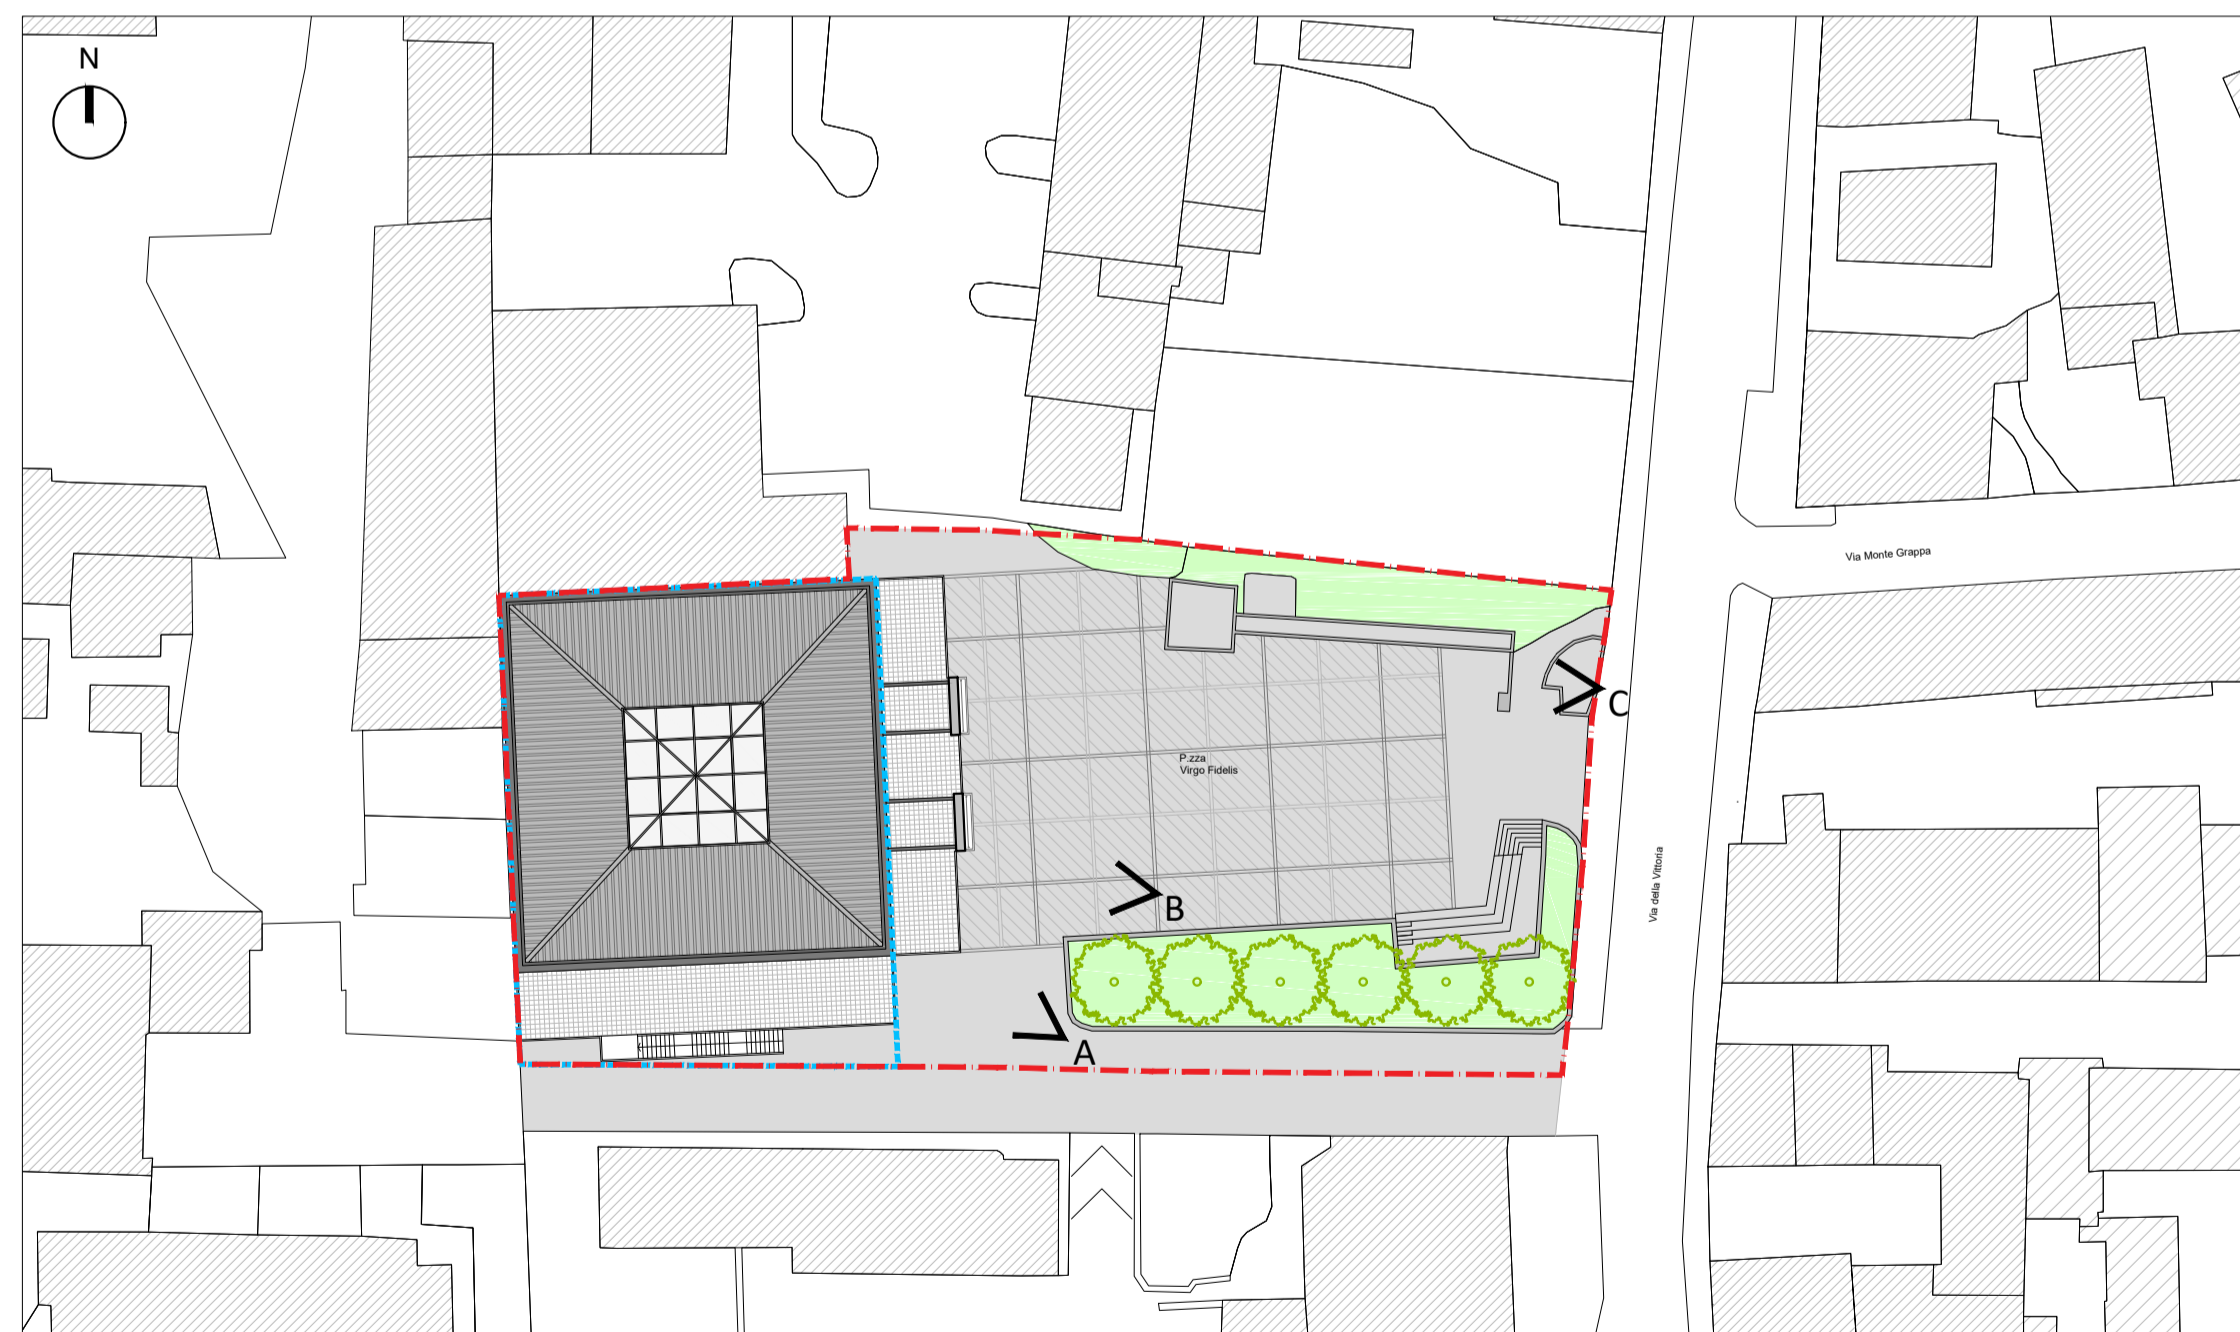 N
Via Monte Grappa
C
P.zza
Virgo Fidelis
Via della Vittoria
B
A